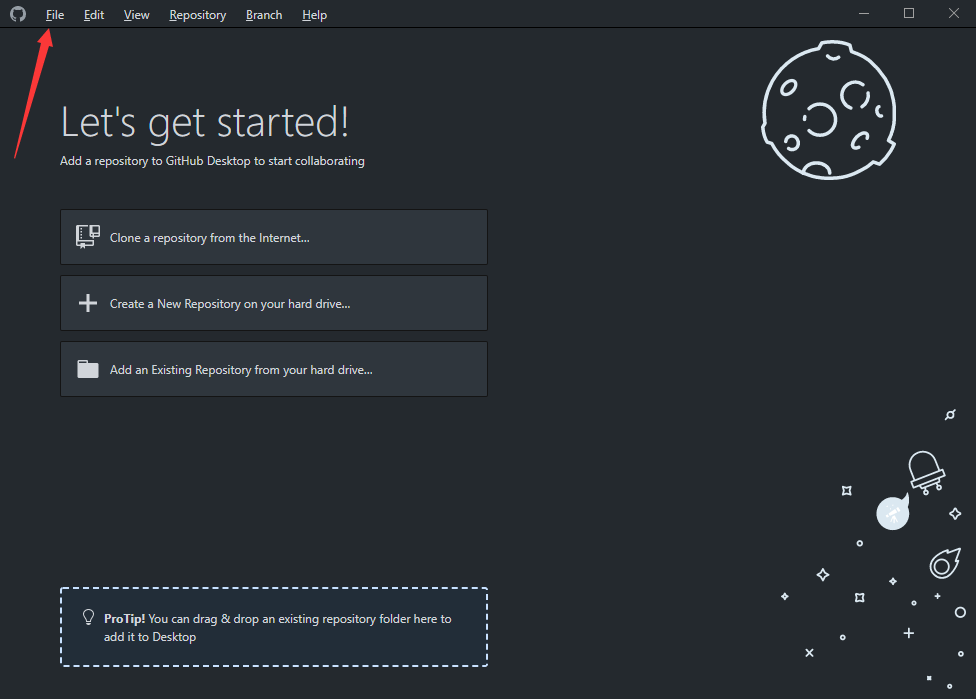 File Edit View Repository Branch Help
Let's get started!
Add a repository to GitHub Desktop to start collaborating
Clone a repository from the Internet...
Create a New Repository on your hard drive...
Add an Existing Repository from your hard drive...
ProTip! You can drag & drop an existing repository folder here to
add it to Desktop